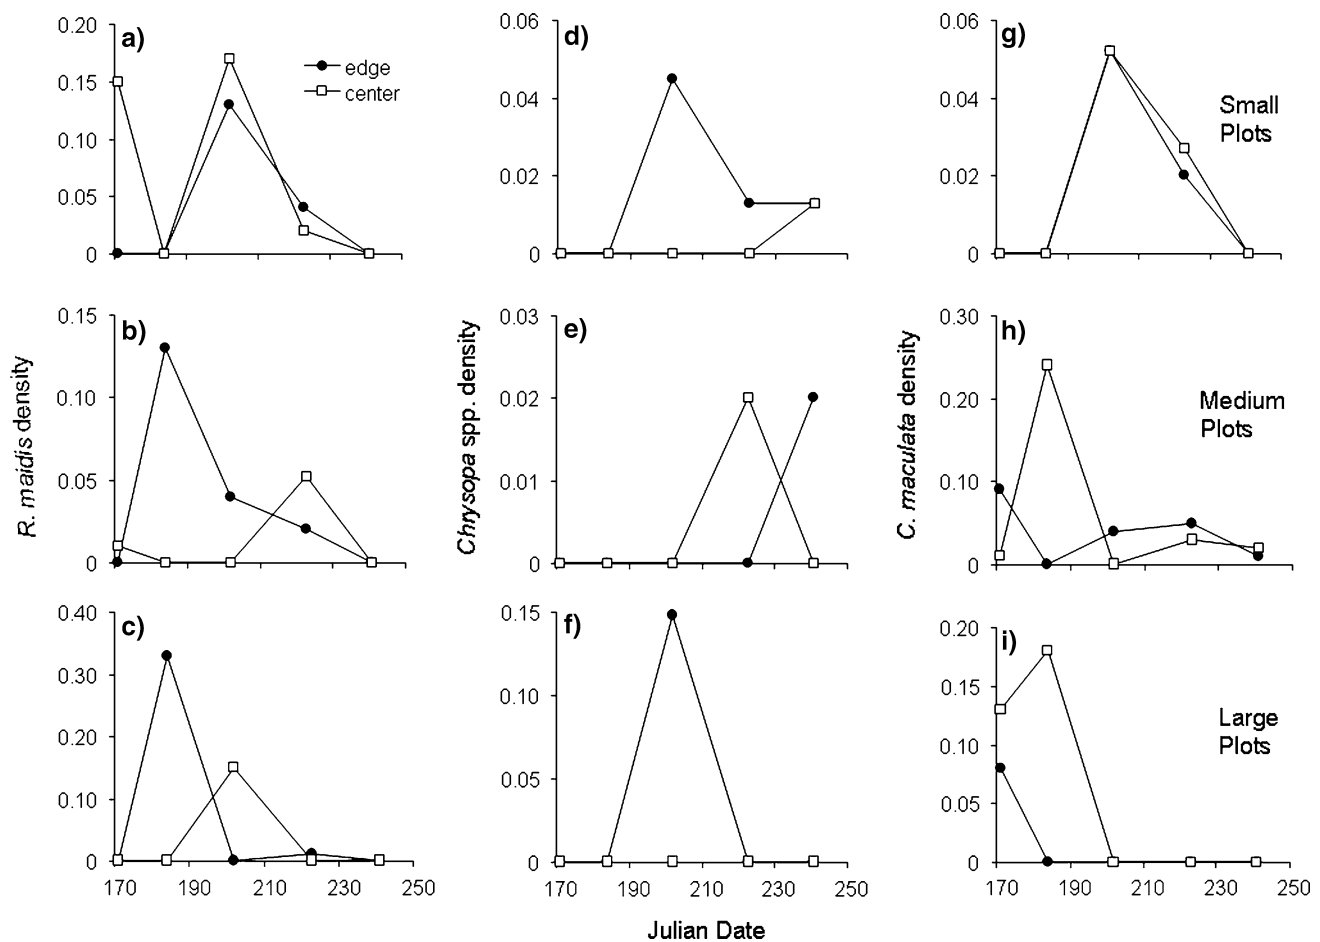 a)
0.20
0.15
0.10
0.05
0
edge
center
d)
0.06
0.04
0.02
0
g)
0.06
0.04
0.02
0
Small
Plots
b)
0.15
0.10
0.05
0
R. maidis density
e)
0.03
0.02
0.01
0
Chrysopa spp. density
h)
0.30
0.20
0.10
0
C. maculata density
Medium
Plots
c)
0.40
0.30
0.20
0.10
0
170 190 210 230 250
f)
0.15
0.10
0.05
0
170 190 210 230 250
i)
0.20
0.15
0.10
0.05
0
170 190 210 230 250
Large
Plots
Julian Date